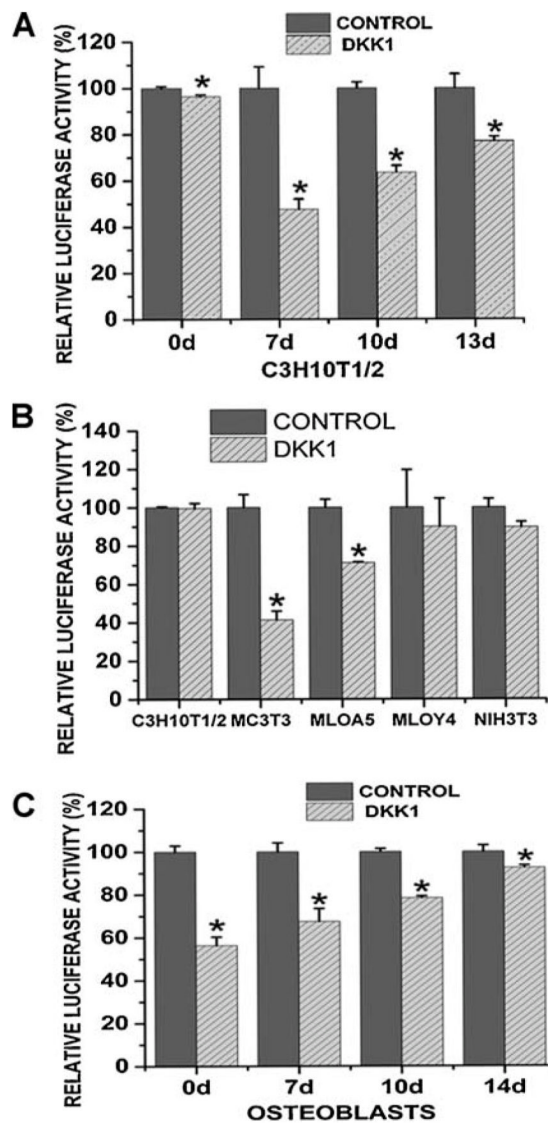 A
CONTROL
DKK1
RELATIVE LUCIFERASE ACTIVITY (%)
120
100
80
60
40
20
0
* * * *
0d 7d 10d 13d
C3H10T1/2
B
CONTROL
DKK1
RELATIVE LUCIFERASE ACTIVITY (%)
140
120
100
80
60
40
20
0
* *
C3H10T1/2 MC3T3 MLOA5 MLOY4 NIH3T3
C
CONTROL
DKK1
RELATIVE LUCIFERASE ACTIVITY (%)
120
100
80
60
40
20
0
* * * *
0d 7d 10d 14d
OSTEOBLASTS